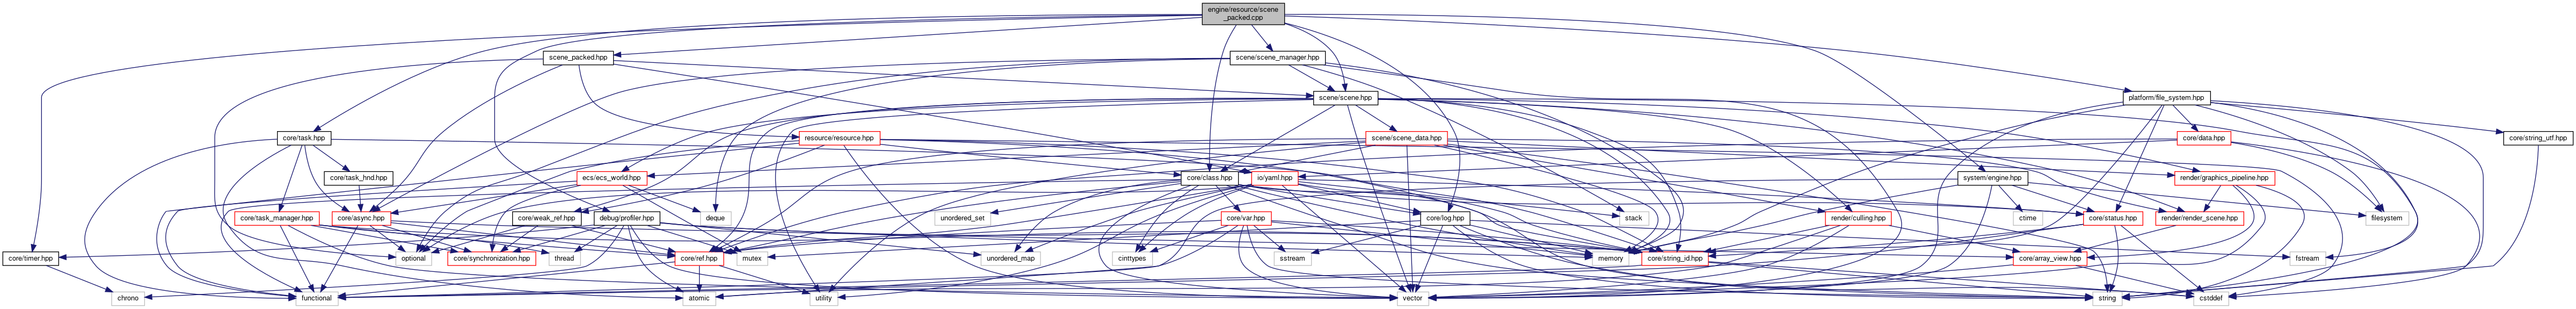 engine/resource/scene
_packed.cpp
scene_packed.hpp
scene/scene_manager.hpp
scene/scene.hpp
platform/file_system.hpp
core/task.hpp
resource/resource.hpp
scene/scene_data.hpp
core/data.hpp
core/string_utf.hpp
core/task_hnd.hpp
ecs/ecs_world.hpp
core/class.hpp
io/yaml.hpp
system/engine.hpp
render/graphics_pipeline.hpp
core/task_manager.hpp
core/async.hpp
core/weak_ref.hpp
debug/profiler.hpp
deque
unordered_set
core/var.hpp
core/log.hpp
stack
render/culling.hpp
ctime
core/status.hpp
render/render_scene.hpp
filesystem
core/timer.hpp
optional
core/synchronization.hpp
thread
core/ref.hpp
mutex
unordered_map
cinttypes
sstream
memory
core/string_id.hpp
core/array_view.hpp
fstream
chrono
functional
atomic
utility
vector
string
cstddef